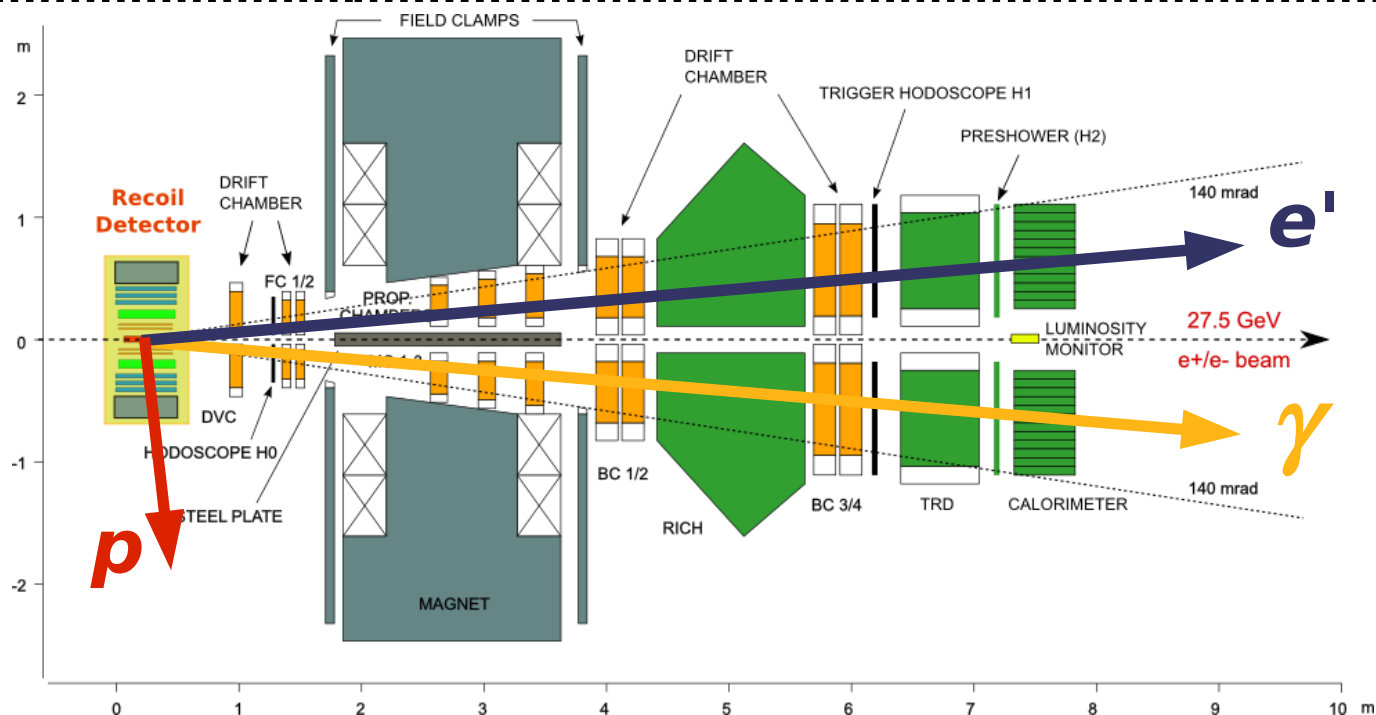 FIELD CLAMPS
m
2
1
0
-1
-2
DRIFT
CHAMBER
TRIGGER HODOSCOPE H1
PRESHOWER (H2)
140 mrad
e'
Recoil
Detector
DRIFT
CHAMBER
FC 1/2
PROP.
CHAMBER
27.5 GeV
e+/e- beam
LUMINOSITY
MONITOR
γ
DVC
HODOSCOPE H0
STEEL PLATE
p
BC 1/2
RICH
BC 3/4
TRD
CALORIMETER
140 mrad
MAGNET
0 1 2 3 4 5 6 7 8 9 10 m